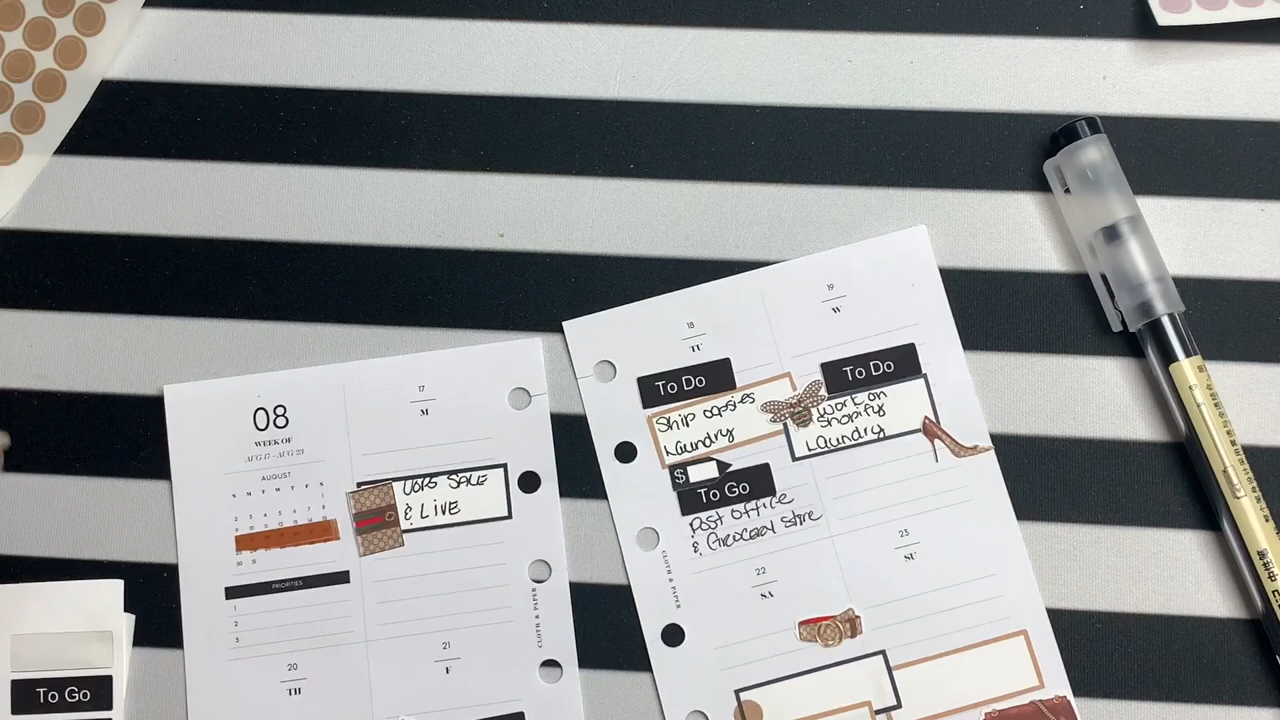 08
WEEK OF
AUG 17 - AUG 23
AUGUST
S M T W T F S
PRIORITIES
1
2
3
17
M
OOPS SALE
& LIVE
20
TH
21
F
CLOTH & PAPER
18
TU
To Do
Ship oopsies
Laundry
$
To Go
Post Office
& Grocery Store
19
W
To Do
Work on
Shopify
Laundry
CLOTH & PAPER
22
SA
23
SU
To Go